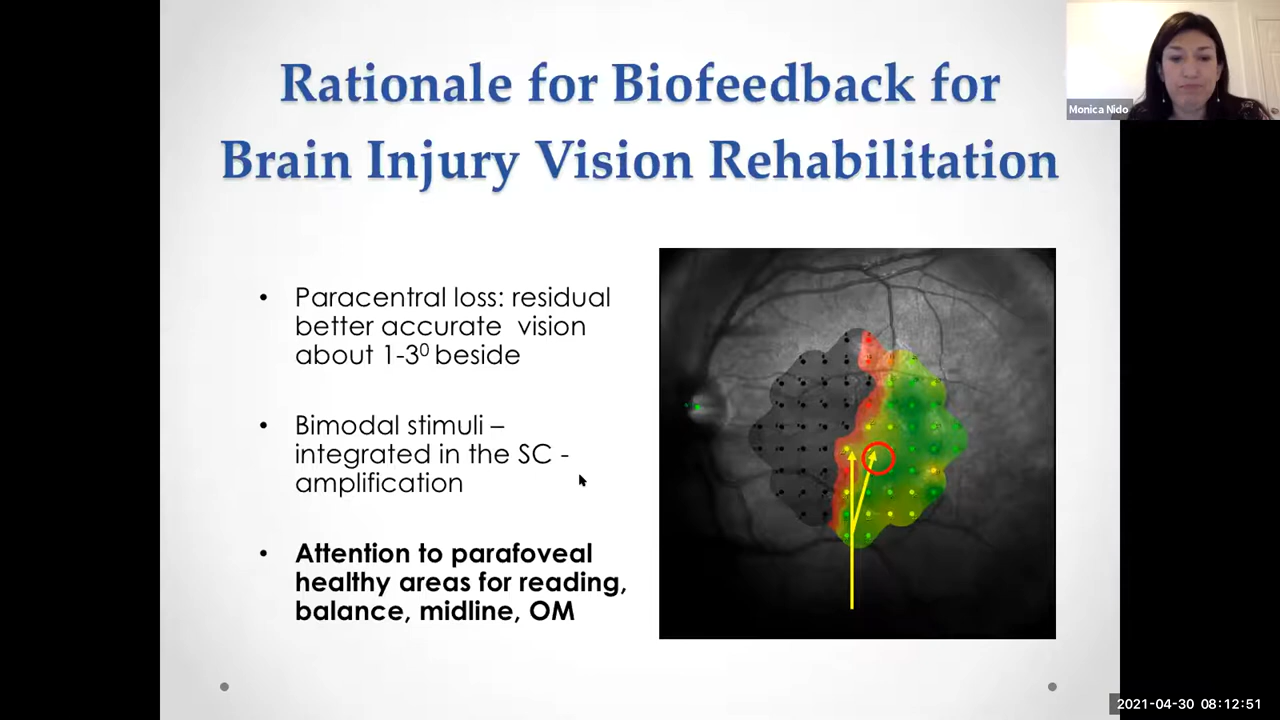 Rationale for Biofeedback for
Brain Injury Vision Rehabilitation
Monica Nido
• Paracentral loss: residual
better accurate vision
about 1-3⁰ beside
• Bimodal stimuli –
integrated in the SC -
amplification
• Attention to parafoveal
healthy areas for reading,
balance, midline, OM
2021-04-30 08:12:51